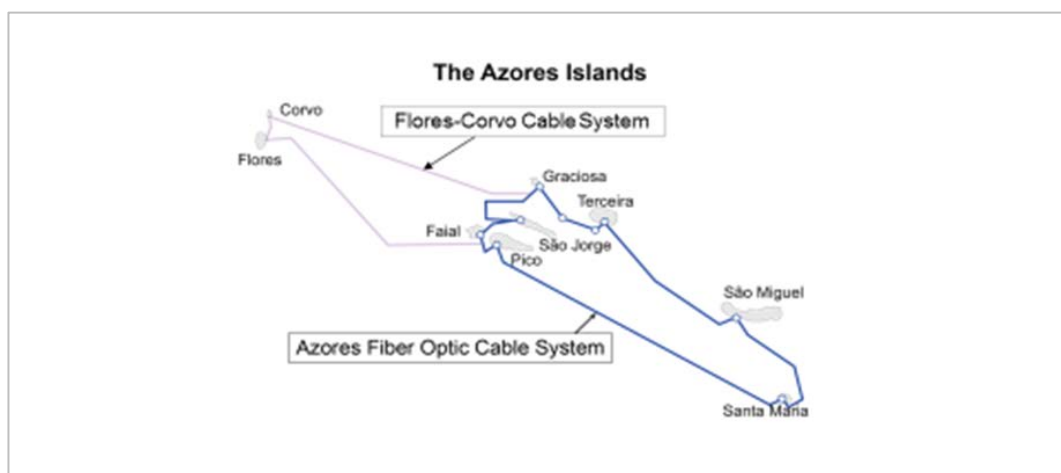 The Azores Islands
Corvo
Flores-Corvo Cable System
Flores
Graciosa
Terceira
Faial
São Jorge
Pico
São Miguel
Azores Fiber Optic Cable System
Santa Maria